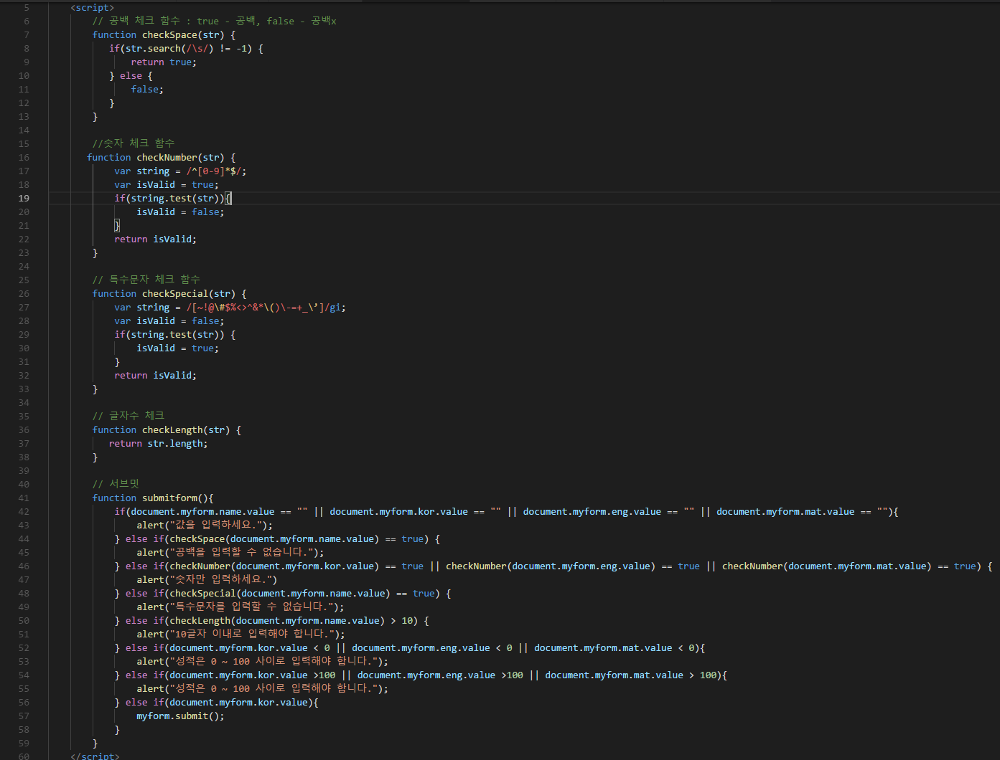 5 <script>
6 // 공백 체크 함수 : true - 공백, false - 공백x
7 function checkSpace(str) {
8 if(str.search(/\s/) != -1) {
9 return true;
10 } else {
11 false;
12 }
13 }
14
15 //숫자 체크 함수
16 function checkNumber(str) {
17 var string = /^[0-9]*$/;
18 var isValid = true;
19 if(string.test(str)){
20 isValid = false;
21 }
22 return isValid;
23 }
24
25 // 특수문자 체크 함수
26 function checkSpecial(str) {
27 var string = /[~!@\#$%<>^&*\()\-=+_\’]/gi;
28 var isValid = false;
29 if(string.test(str)) {
30 isValid = true;
31 }
32 return isValid;
33 }
34
35 // 글자수 체크
36 function checkLength(str) {
37 return str.length;
38 }
39
40 // 서브밋
41 function submitform(){
42 if(document.myform.name.value == "" || document.myform.kor.value == "" || document.myform.eng.value == "" || document.myform.mat.value == ""){
43 alert("값을 입력하세요.");
44 } else if(checkSpace(document.myform.name.value) == true) {
45 alert("공백을 입력할 수 없습니다.");
46 } else if(checkNumber(document.myform.kor.value) == true || checkNumber(document.myform.eng.value) == true || checkNumber(document.myform.mat.value) == true) {
47 alert("숫자만 입력하세요.")
48 } else if(checkSpecial(document.myform.name.value) == true) {
49 alert("특수문자를 입력할 수 없습니다.");
50 } else if(checkLength(document.myform.name.value) > 10) {
51 alert("10글자 이내로 입력해야 합니다.");
52 } else if(document.myform.kor.value < 0 || document.myform.eng.value < 0 || document.myform.mat.value < 0){
53 alert("성적은 0 ~ 100 사이로 입력해야 합니다.");
54 } else if(document.myform.kor.value >100 || document.myform.eng.value >100 || document.myform.mat.value > 100){
55 alert("성적은 0 ~ 100 사이로 입력해야 합니다.");
56 } else if(document.myform.kor.value){
57 myform.submit();
58 }
59 }
60 </script>